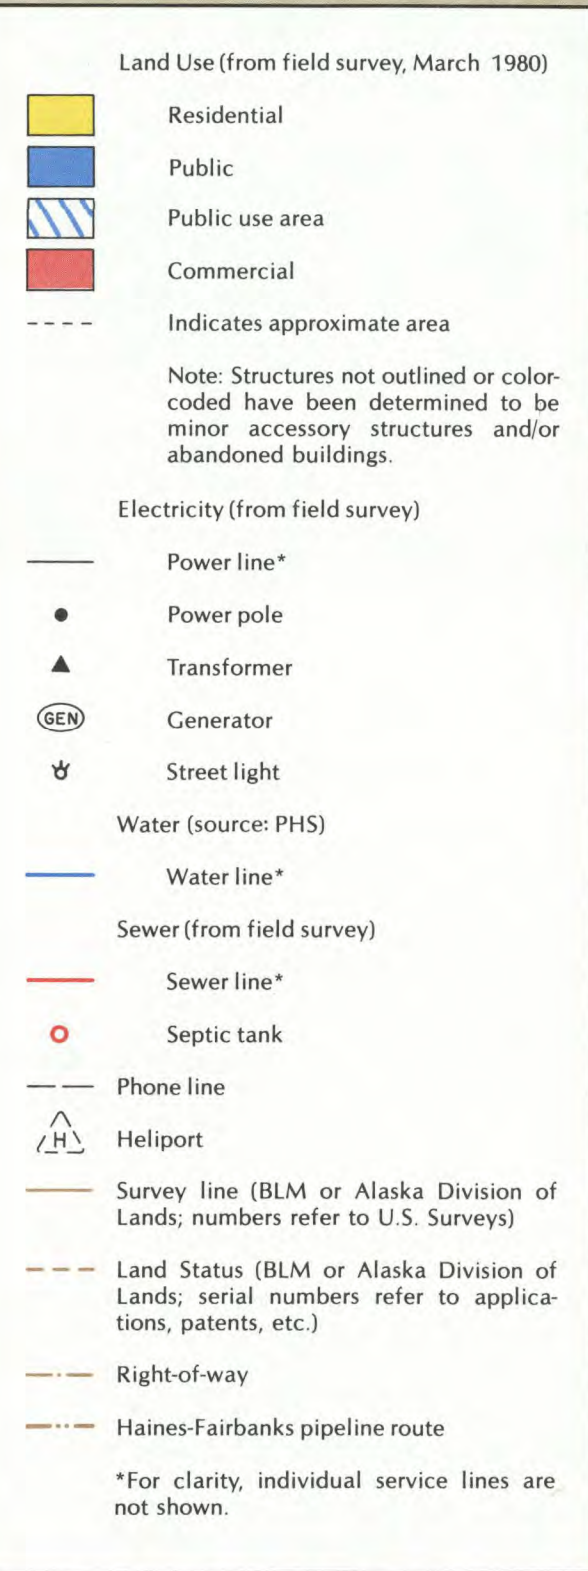 Land Use (from field survey, March 1980)
Residential
Public
Public use area
Commercial
Indicates approximate area
Note: Structures not outlined or color-
coded have been determined to be
minor accessory structures and/or
abandoned buildings.
Electricity (from field survey)
Power line*
Power pole
Transformer
GEN Generator
Street light
Water (source: PHS)
Water line*
Sewer (from field survey)
Sewer line*
Septic tank
Phone line
H Heliport
Survey line (BLM or Alaska Division of
Lands; numbers refer to U.S. Surveys)
Land Status (BLM or Alaska Division of
Lands; serial numbers refer to applica-
tions, patents, etc.)
Right-of-way
Haines-Fairbanks pipeline route
*For clarity, individual service lines are
not shown.